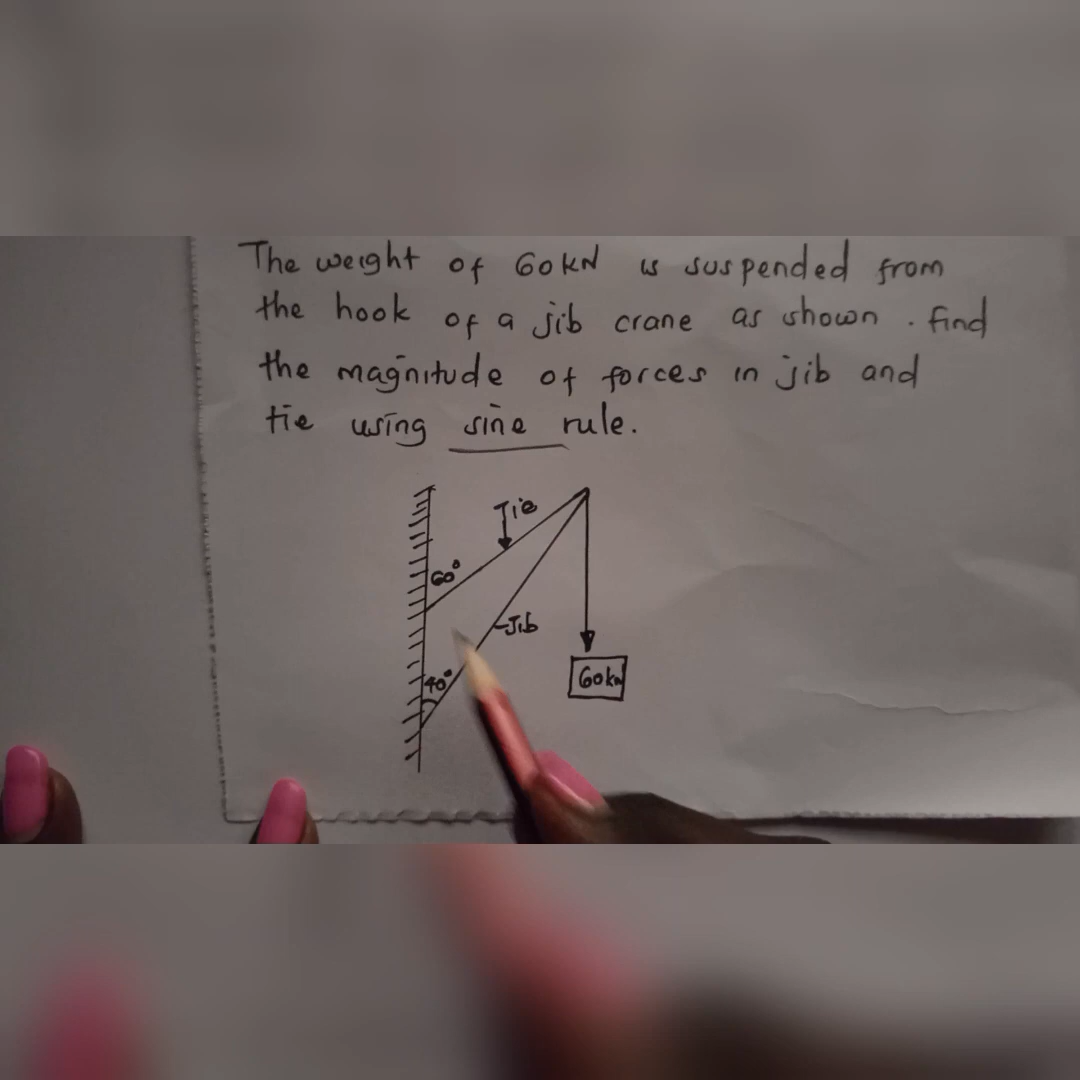 The weight of 60kN is suspended from
the hook of a jib crane as shown . find
the magnitude of forces in jib and
tie using sine rule.
Tie
60°
Jib
40°
60kN